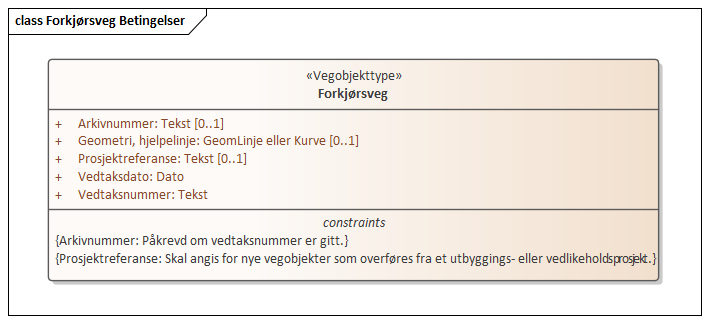 class Forkjørsveg Betingelser
«Vegobjekttype»
Forkjørsveg
+ Arkivnummer: Tekst [0..1]
+ Geometri, hjelpelinje: GeomLinje eller Kurve [0..1]
+ Prosjektreferanse: Tekst [0..1]
+ Vedtaksdato: Dato
+ Vedtaksnummer: Tekst
constraints
{Arkivnummer: Påkrevd om vedtaksnummer er gitt.}
{Prosjektreferanse: Skal angis for nye vegobjekter som overføres fra et utbyggings- eller vedlikeholdsprosjekt.}